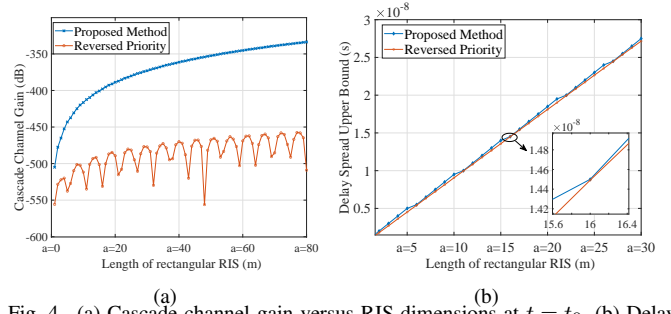 Proposed Method
Reversed Priority
-350
-400
-450
-500
-550
-600
Cascade Channel Gain (dB)
a=0 a=20 a=40 a=60 a=80
Length of rectangular RIS (m)
(a)
×10⁻⁸
Proposed Method
Reversed Priority
3
2.5
2
1.5
1
0.5
Delay Spread Upper Bound (s)
×10⁻⁸
1.48
1.46
1.44
1.42
15.6 16 16.4
a=5 a=10 a=15 a=20 a=25 a=30
Length of rectangular RIS (m)
(b)
Fig. 4. (a) Cascade channel gain versus RIS dimensions at t = t₀. (b) Delay